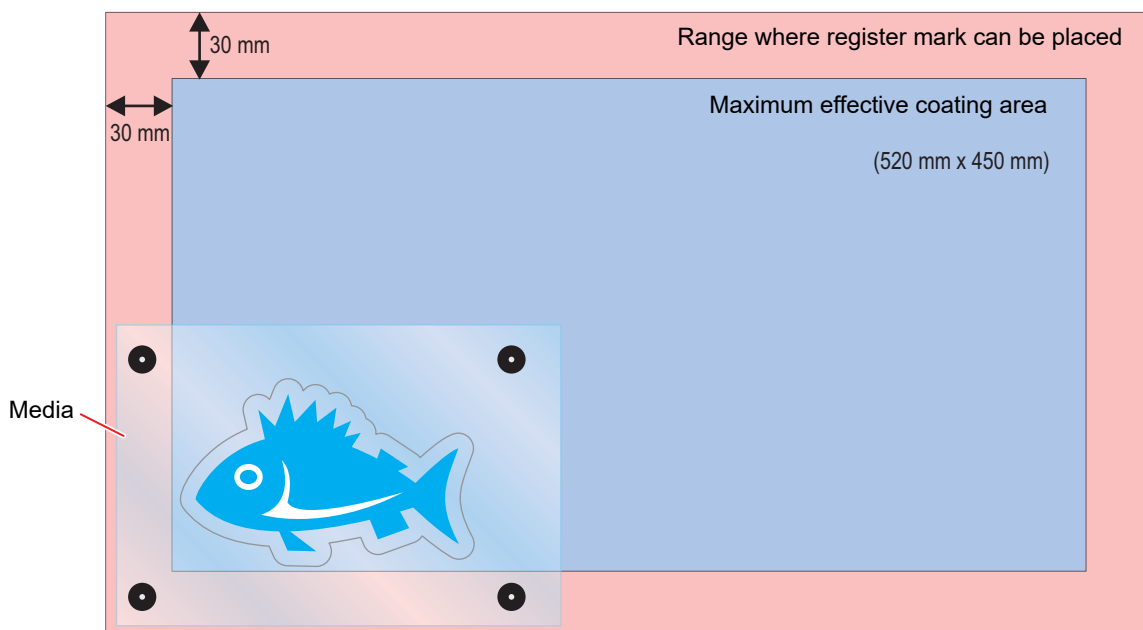 30 mm
Range where register mark can be placed
30 mm
Maximum effective coating area
(520 mm x 450 mm)
Media